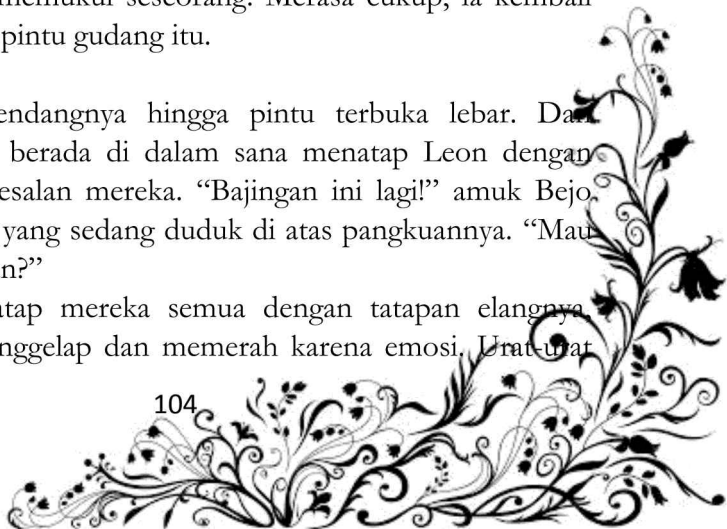 memukul seseorang. Merasa cukup, ia kembali
pintu gudang itu.
endangnya hingga pintu terbuka lebar. Dan
berada di dalam sana menatap Leon dengan
esalan mereka. “Bajingan ini lagi!” amuk Bejo
yang sedang duduk di atas pangkuannya. “Mau
n?”
atap mereka semua dengan tatapan elangnya,
nggelap dan memerah karena emosi. Urat-urat
104